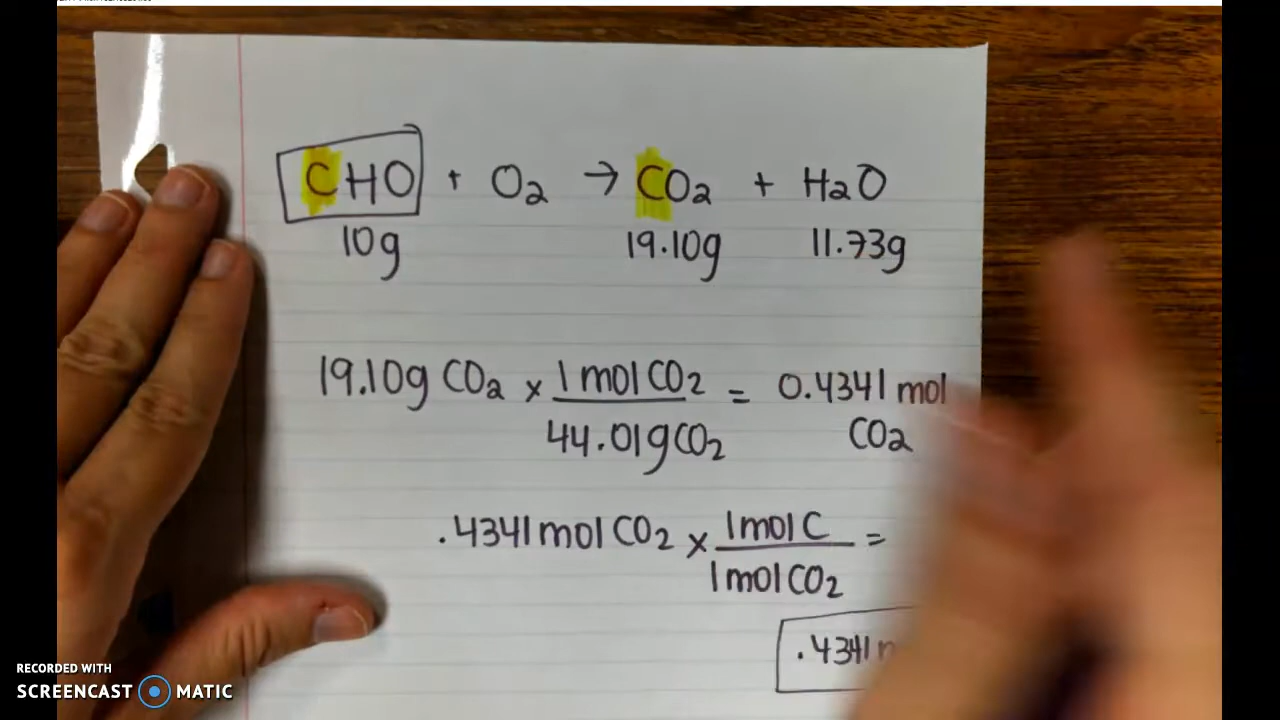 CHO + O2 → CO2 + H2O
10g 19.10g 11.73g
19.10g CO2 x 1 mol CO2 = 0.4341 mol
44.01g CO2 CO2
.4341 mol CO2 x 1 mol C =
1 mol CO2
.4341
RECORDED WITH
SCREENCAST MATIC